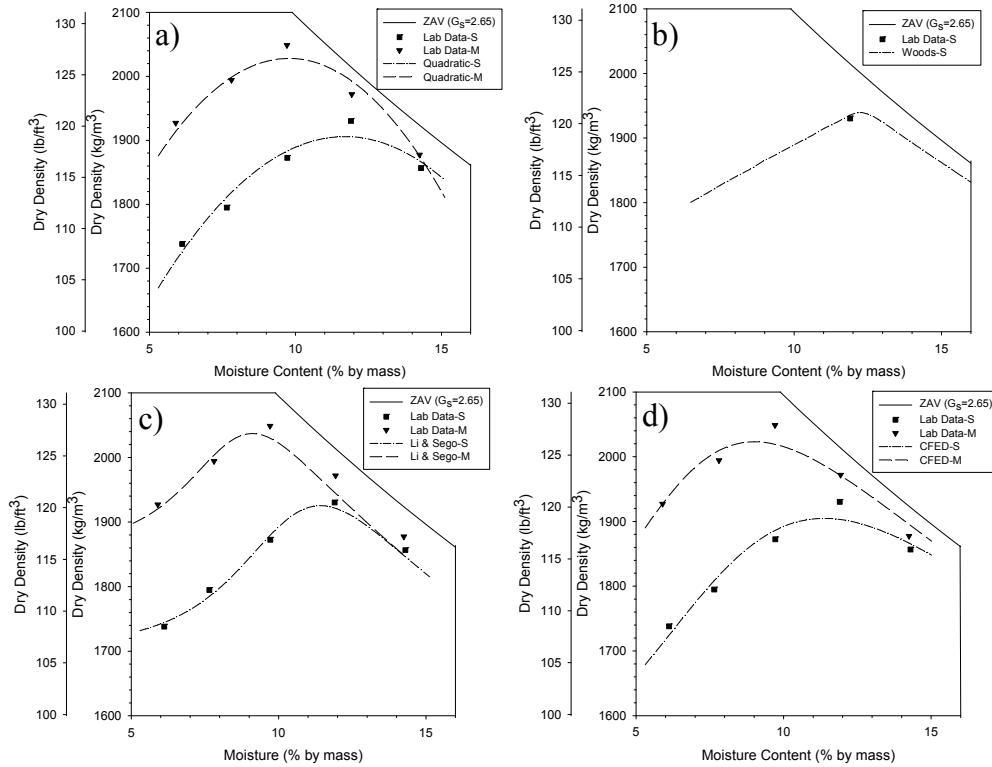 a)
ZAV (GS=2.65)
Lab Data-S
Lab Data-M
Quadratic-S
Quadratic-M
Dry Density (lb/ft3)
130
125
120
115
110
105
100
Dry Density (kg/m3)
2100
2000
1900
1800
1700
1600
5 10 15
Moisture Content (% by mass)
b)
ZAV (GS=2.65)
Lab Data-S
Woods-S
Dry Density (lb/ft3)
130
125
120
115
110
105
100
Dry Density (kg/m3)
2100
2000
1900
1800
1700
1600
5 10 15
Moisture Content (% by mass)
c)
ZAV (GS=2.65)
Lab Data-S
Lab Data-M
Li & Sego-S
Li & Sego-M
Dry Density (lb/ft3)
130
125
120
115
110
105
100
Dry Density (kg/m3)
2100
2000
1900
1800
1700
1600
5 10 15
Moisture (% by mass)
d)
ZAV (GS=2.65)
Lab Data-S
Lab Data-M
CFED-S
CFED-M
Dry Density (lb/ft3)
130
125
120
115
110
105
100
Dry Density (kg/m3)
2100
2000
1900
1800
1700
1600
5 10 15
Moisture Content (% by mass)